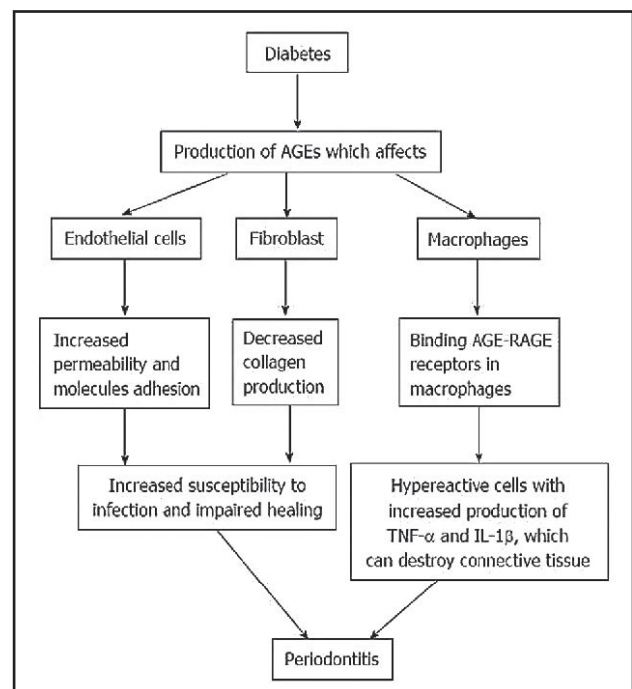 Diabetes
Production of AGEs which affects
Endothelial cells
Fibroblast
Macrophages
Increased
permeability and
molecules adhesion
Decreased
collagen
production
Binding AGE-RAGE
receptors in
macrophages
Increased susceptibility to
infection and impaired healing
Hypereactive cells with
increased production of
TNF-α and IL-1β, which
can destroy connective tissue
Periodontitis